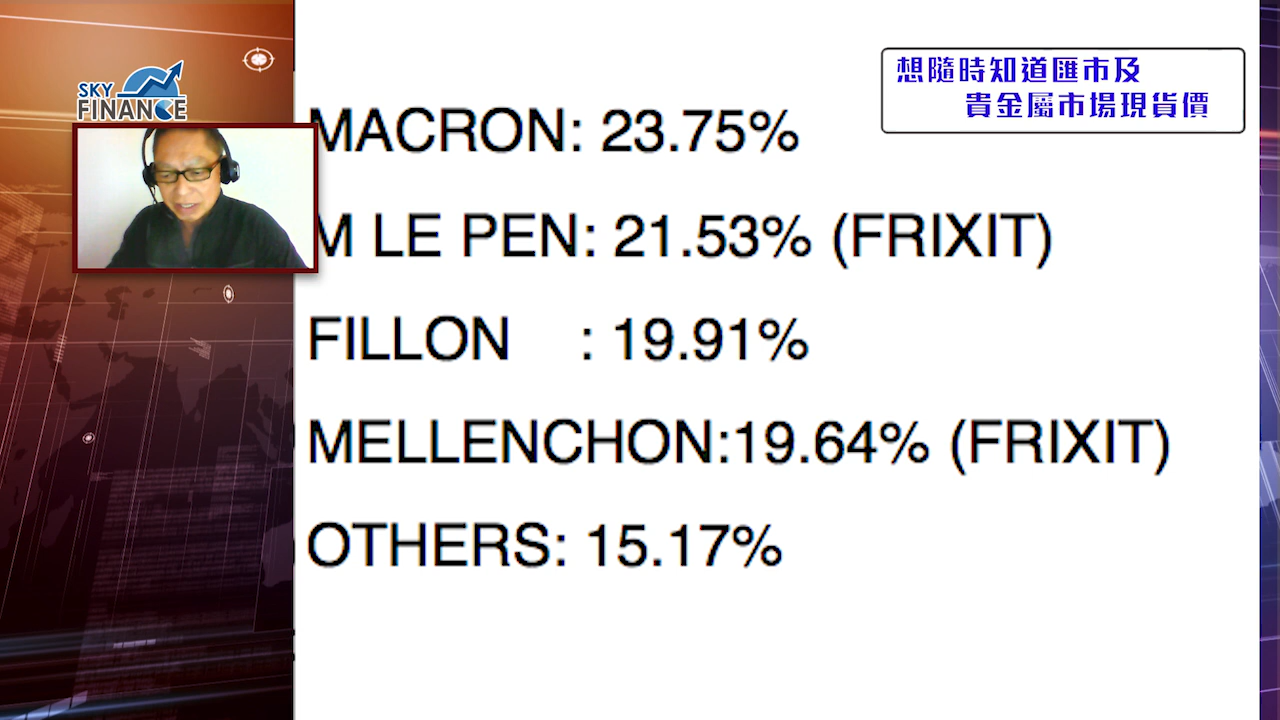 SKY
FINANCE
想隨時知道匯市及
貴金屬市場現貨價
MACRON: 23.75%
M LE PEN: 21.53% (FRIXIT)
FILLON : 19.91%
MELLENCHON:19.64% (FRIXIT)
OTHERS: 15.17%